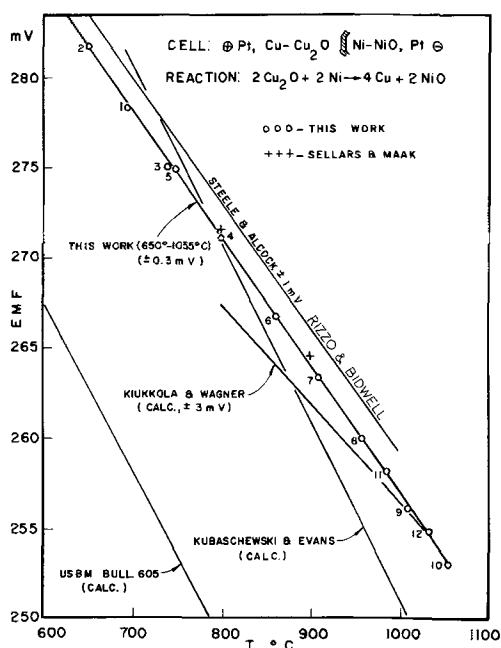 mV
CELL: ⊕ Pt, Cu-Cu2O Ni-NiO, Pt ⊖
REACTION: 2 Cu2O + 2 Ni → 4 Cu + 2 NiO
○○○ - THIS WORK
+++ - SELLARS & MAAK
280
275
270
265
260
255
250
EMF
2
10
3
5
4
6
7
8
11
9
12
10
STEELE & ALCOCK ± 1 mV
RIZZO & BIDWELL
THIS WORK (650°-1055°C)
(±0.3 mV)
KIUKKOLA & WAGNER
(CALC., ± 3 mV)
KUBASCHEWSKI & EVANS
(CALC.)
USBM BULL. 605
(CALC.)
600
700
800
900
1000
1100
T, °C